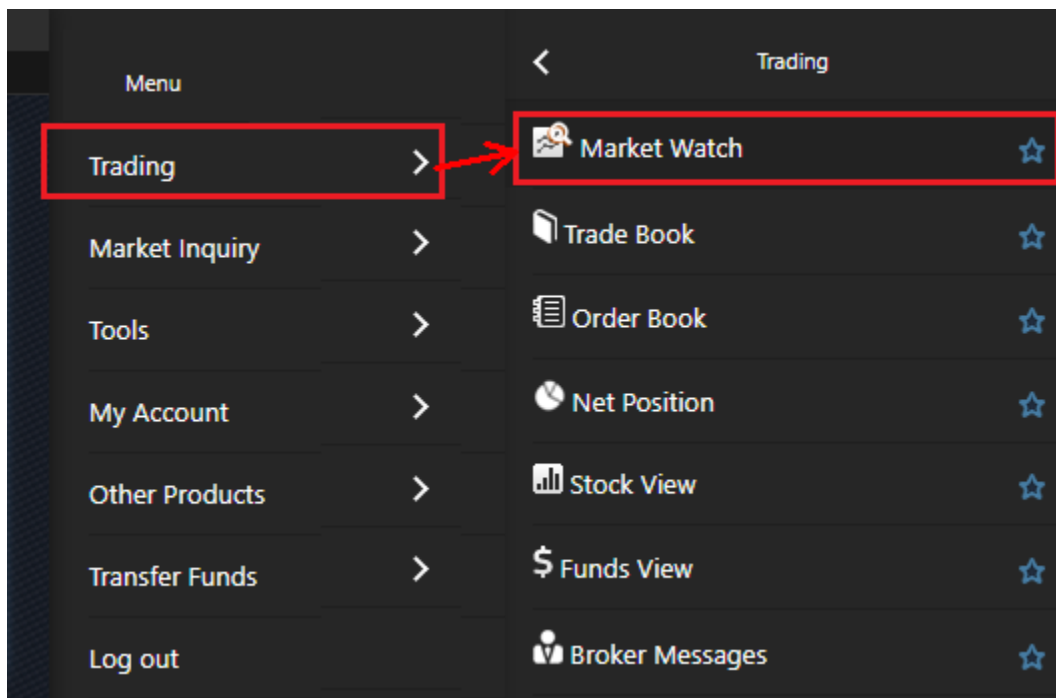 Menu
Trading
Market Inquiry
Tools
My Account
Other Products
Transfer Funds
Log out
Trading
Market Watch
Trade Book
Order Book
Net Position
Stock View
$ Funds View
Broker Messages